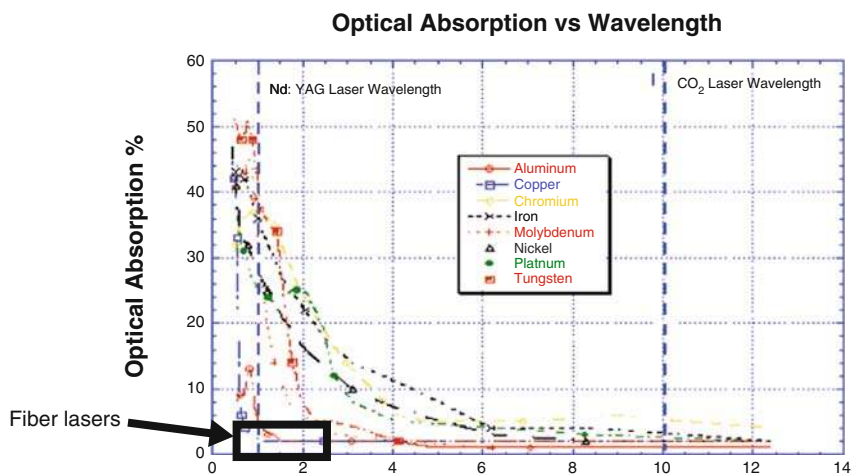 Optical Absorption vs Wavelength
60
50
40
30
20
10
0
Optical Absorption %
Nd: YAG Laser Wavelength
CO₂ Laser Wavelength
Aluminum
Copper
Chromium
Iron
Molybdenum
Nickel
Platnum
Tungsten
Fiber lasers
0 2 4 6 8 10 12 14